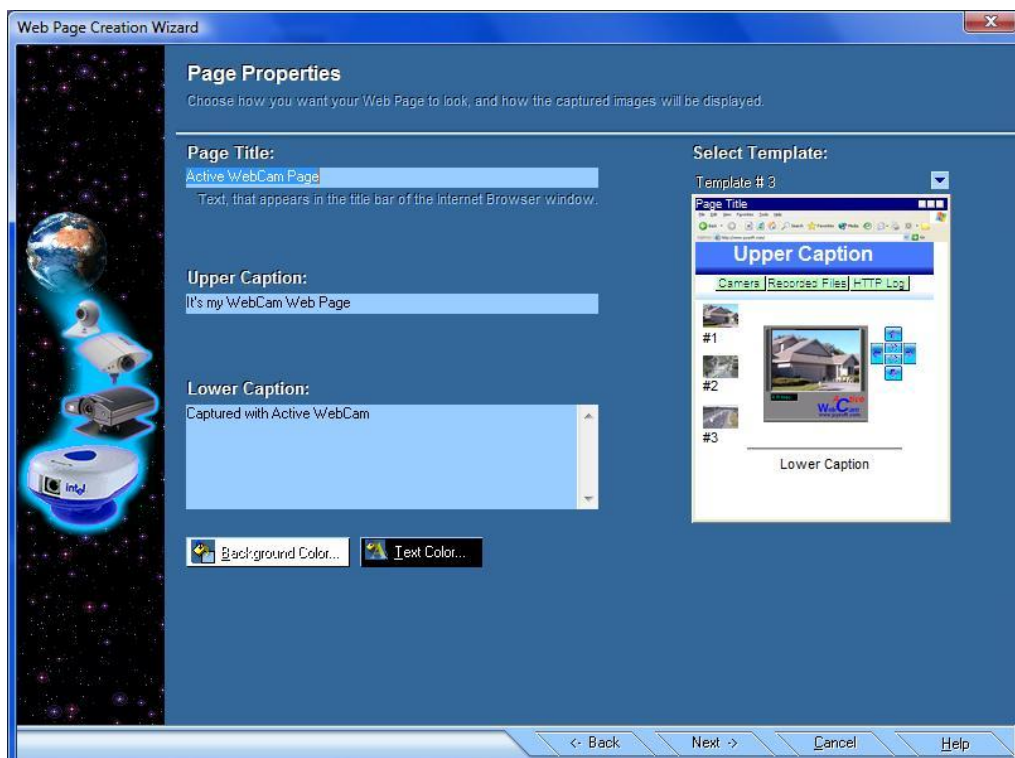 Web Page Creation Wizard
Page Properties
Choose how you want your Web Page to look, and how the captured images will be displayed.
Page Title:
Active WebCam Page
Text, that appears in the title bar of the Internet Browser window.
Upper Caption:
It's my WebCam Web Page
Lower Caption:
Captured with Active WebCam
Background Color...
Text Color...
intel
Select Template:
Template # 3
Page Title
Upper Caption
Camera Recorded Files HTTP Log
#1
#2
#3
Active
WebCam
Lower Caption
<- Back
Next ->
Cancel
Help